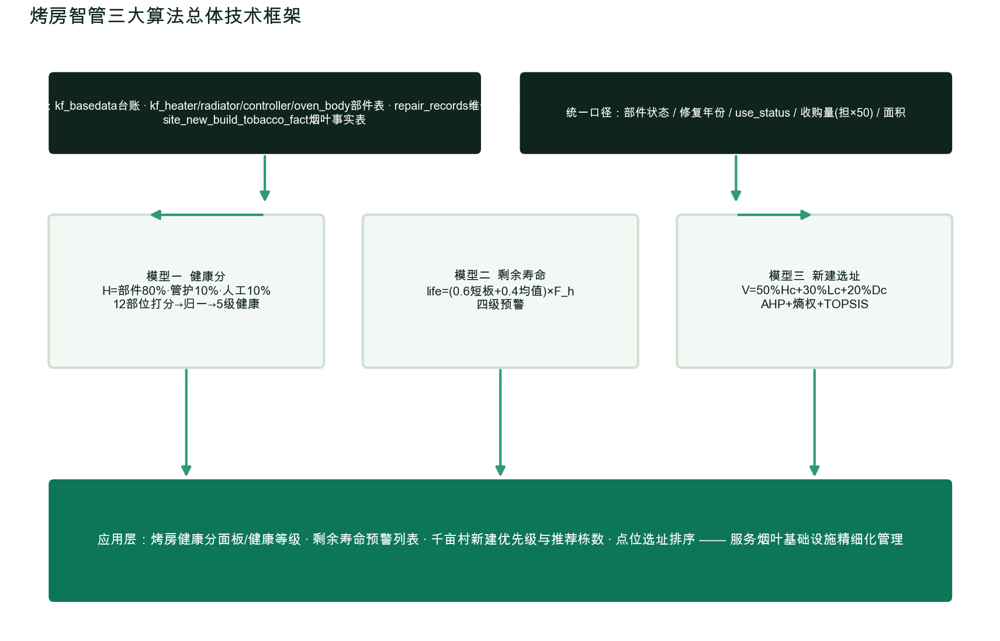 烤房智管三大算法总体技术框架
: kf_basedata台账 · kf_heater/radiator/controller/oven_body部件表 · repair_records维
site_new_build_tobacco_fact烟叶事实表
统一口径：部件状态 / 修复年份 / use_status / 收购量(担×50) / 面积
模型一 健康分
H=部件80%·管护10%·人工10%
12部位打分→归一→5级健康
模型二 剩余寿命
life=(0.6短板+0.4均值)×F_h
四级预警
模型三 新建选址
V=50%Hc+30%Lc+20%Dc
AHP+熵权+TOPSIS
应用层：烤房健康分面板/健康等级 · 剩余寿命预警列表 · 千亩村新建优先级与推荐栋数 · 点位选址排序 —— 服务烟叶基础设施精细化管理